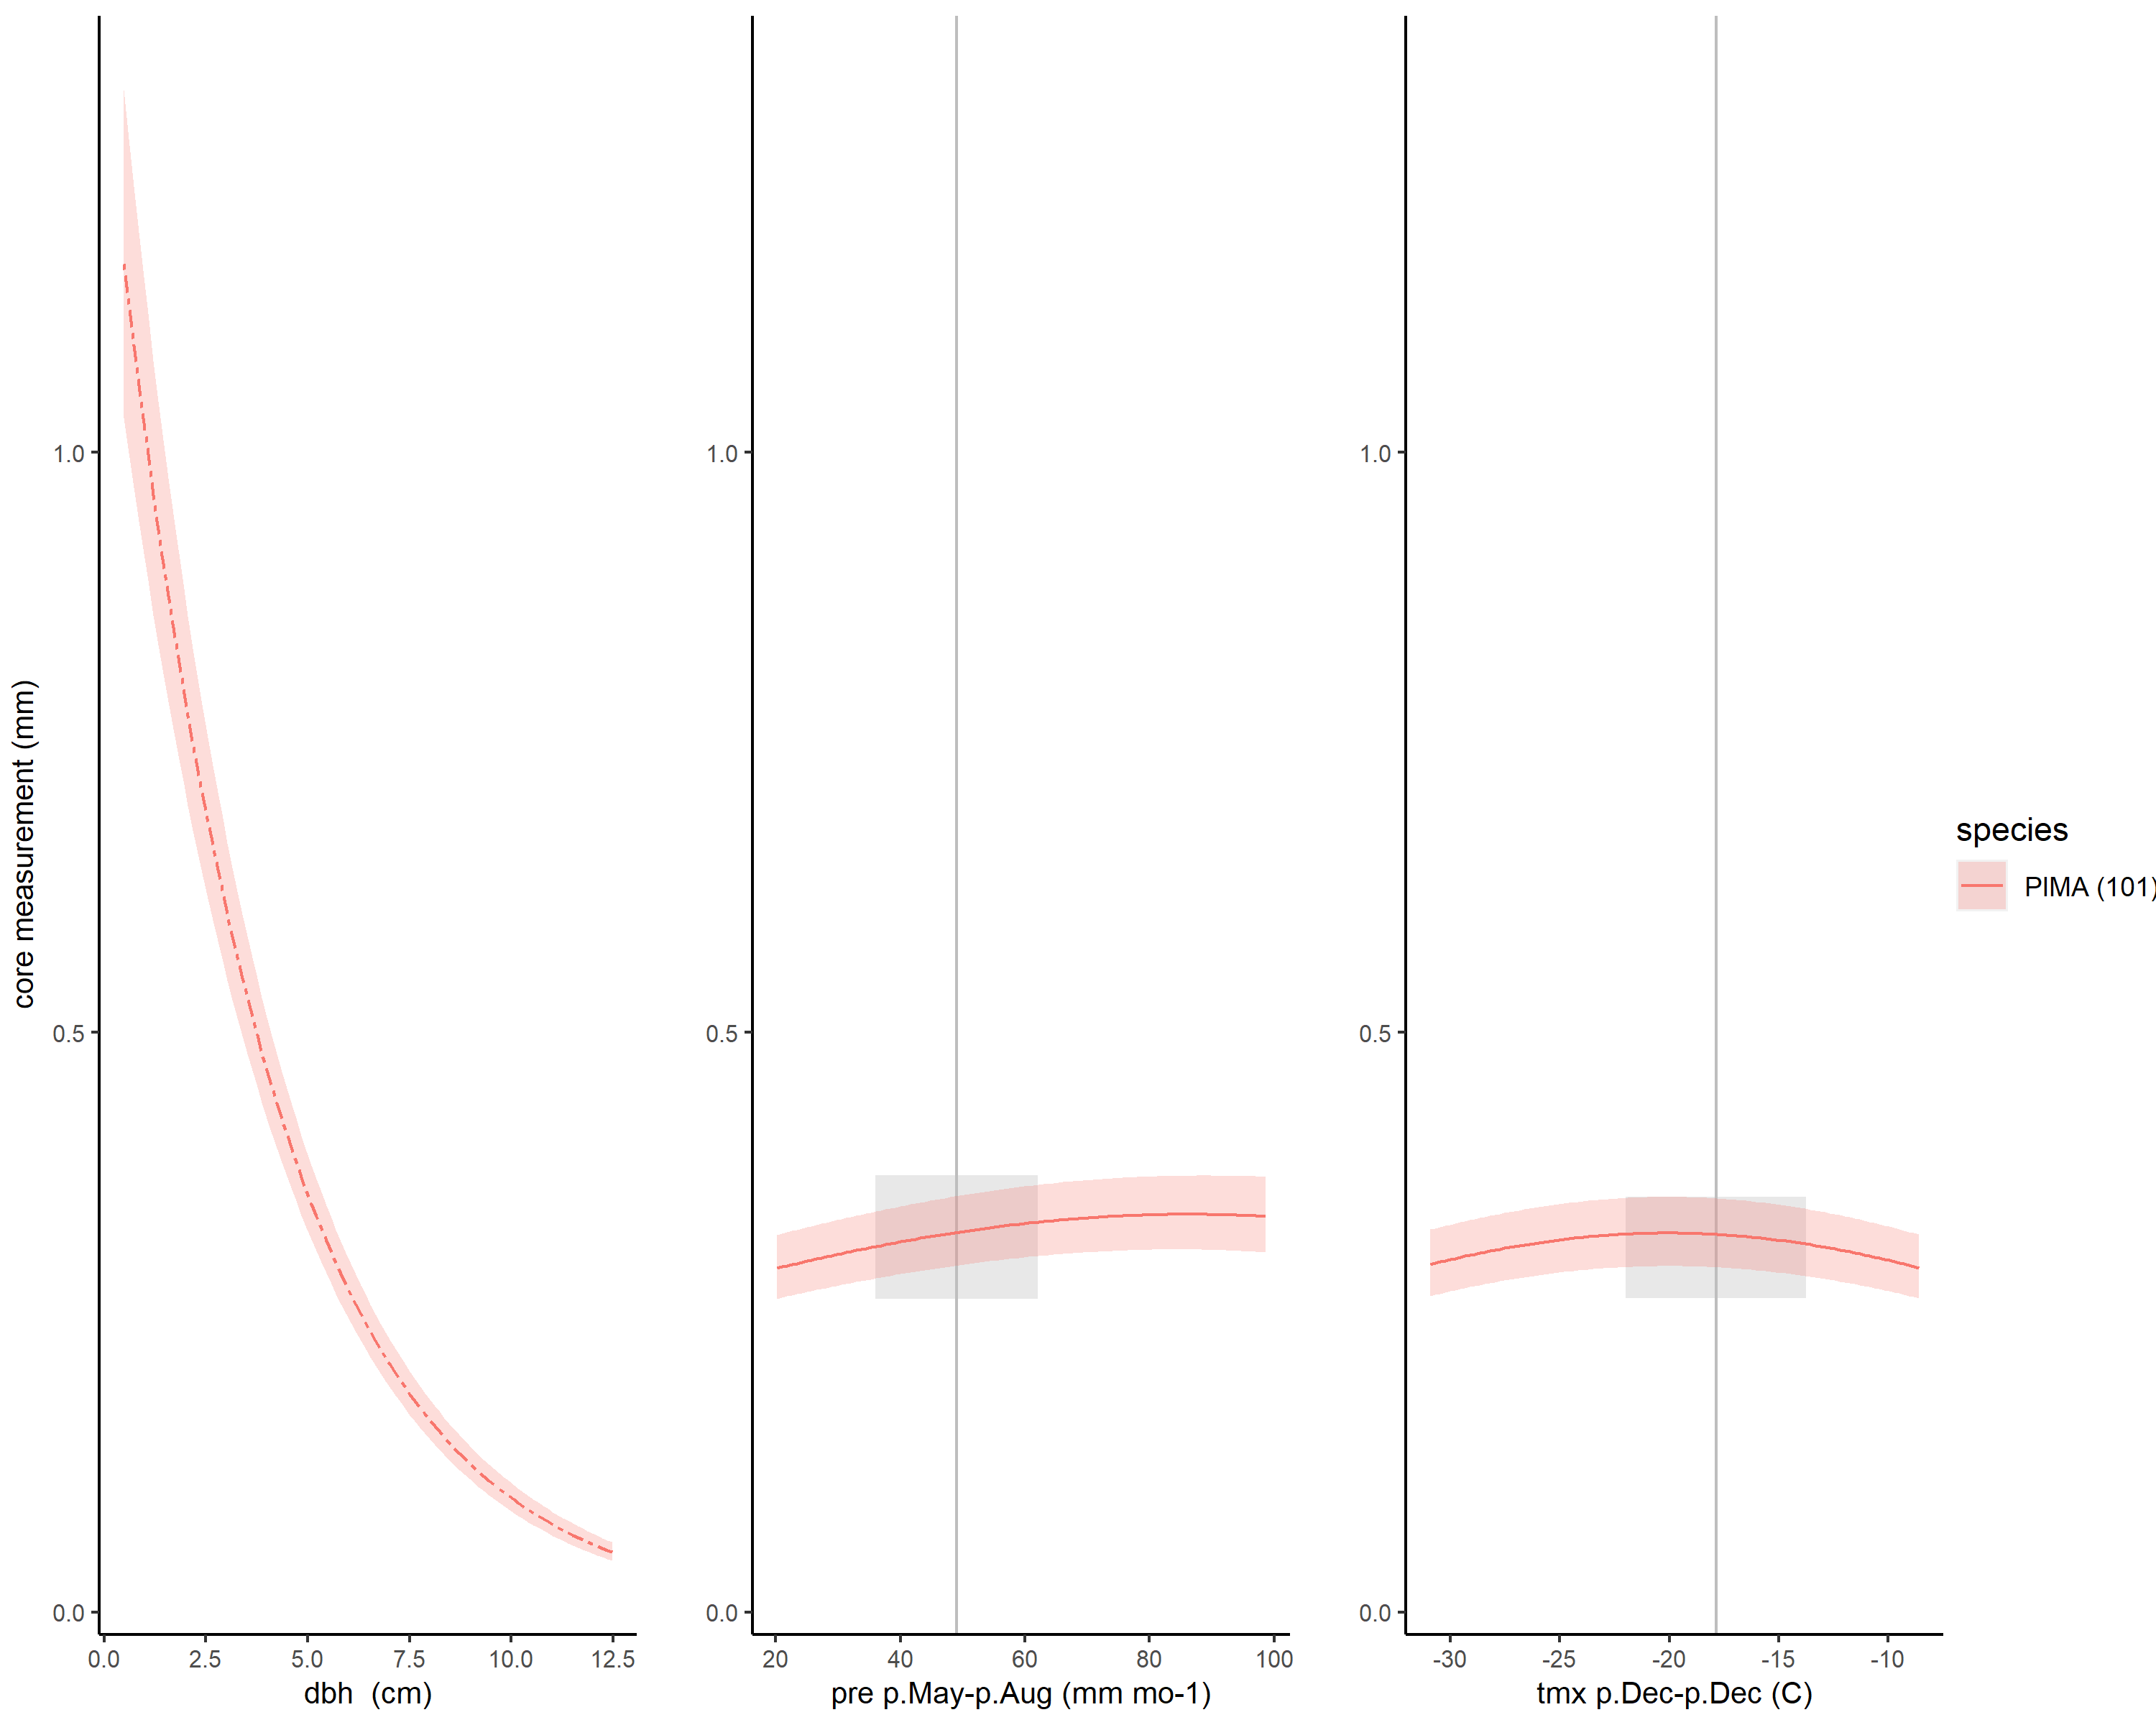 core measurement (mm)
1.0
0.5
0.0
0.0 2.5 5.0 7.5 10.0 12.5
dbh  (cm)
1.0
0.5
0.0
20 40 60 80 100
pre p.May-p.Aug (mm mo-1)
1.0
0.5
0.0
-30 -25 -20 -15 -10
tmx p.Dec-p.Dec (C)
species
PIMA (101)